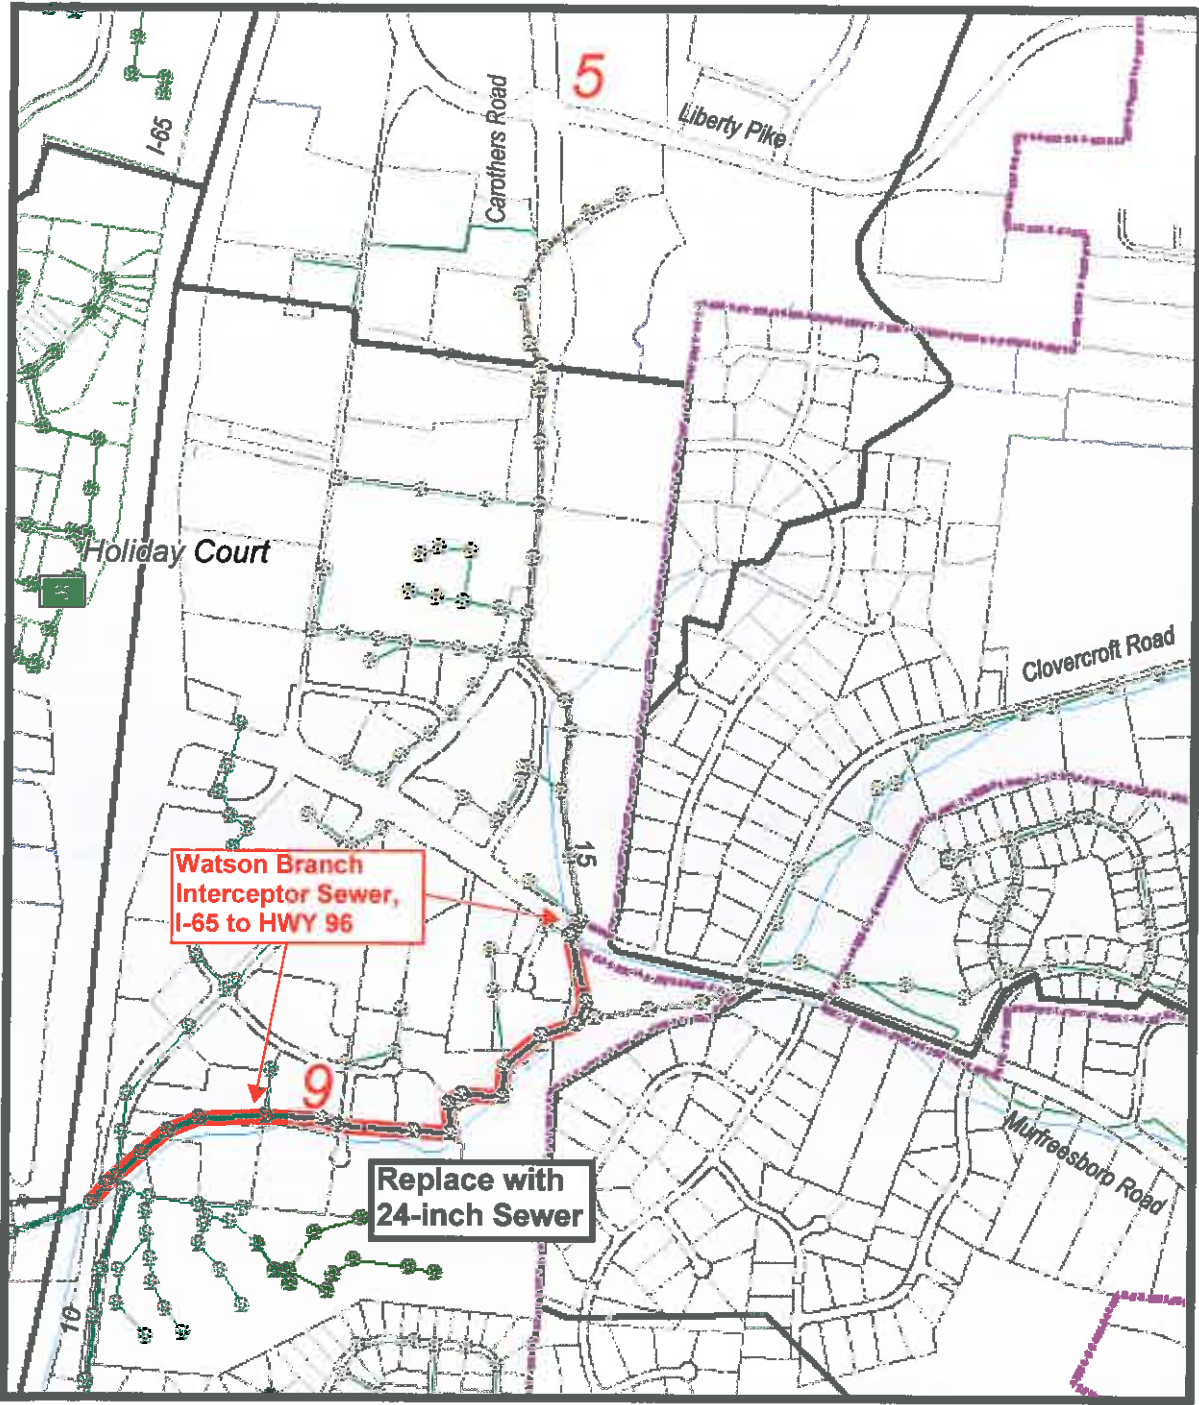 5
I-65
Carothers Road
Liberty Pike
Holiday Court
Clovercroft Road
15
Watson Branch
Interceptor Sewer,
I-65 to HWY 96
9
Murfreesboro Road
Replace with
24-inch Sewer
10